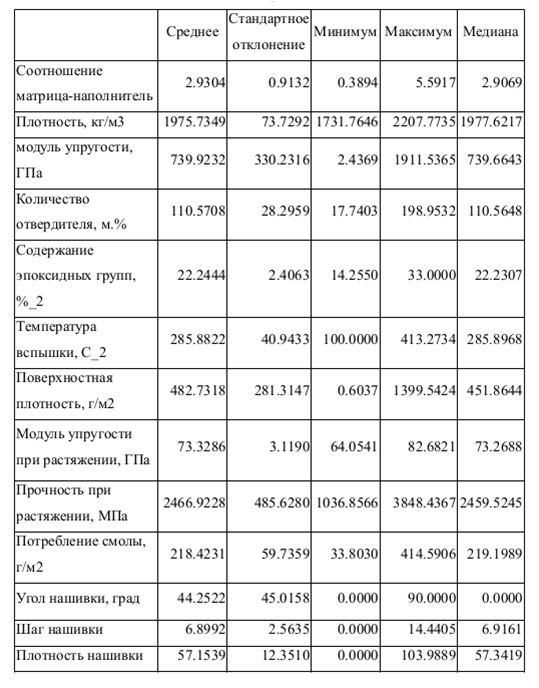 Среднее Стандартное отклонение Минимум Максимум Медиана
Соотношение
матрица-наполнитель 2.9304 0.9132 0.3894 5.5917 2.9069
Плотность, кг/м3 1975.7349 73.7292 1731.7646 2207.7735 1977.6217
модуль упругости,
ГПа 739.9232 330.2316 2.4369 1911.5365 739.6643
Количество
отвердителя, м.% 110.5708 28.2959 17.7403 198.9532 110.5648
Содержание
эпоксидных групп, 22.2444 2.4063 14.2550 33.0000 22.2307
%_2
Температура
вспышки, С_2 285.8822 40.9433 100.0000 413.2734 285.8968
Поверхностная
плотность, г/м2 482.7318 281.3147 0.6037 1399.5424 451.8644
Модуль упругости
при растяжении, ГПа 73.3286 3.1190 64.0541 82.6821 73.2688
Прочность при
растяжении, МПа 2466.9228 485.6280 1036.8566 3848.4367 2459.5245
Потребление смолы,
г/м2 218.4231 59.7359 33.8030 414.5906 219.1989
Угол нашивки, град 44.2522 45.0158 0.0000 90.0000 0.0000
Шаг нашивки 6.8992 2.5635 0.0000 14.4405 6.9161
Плотность нашивки 57.1539 12.3510 0.0000 103.9889 57.3419